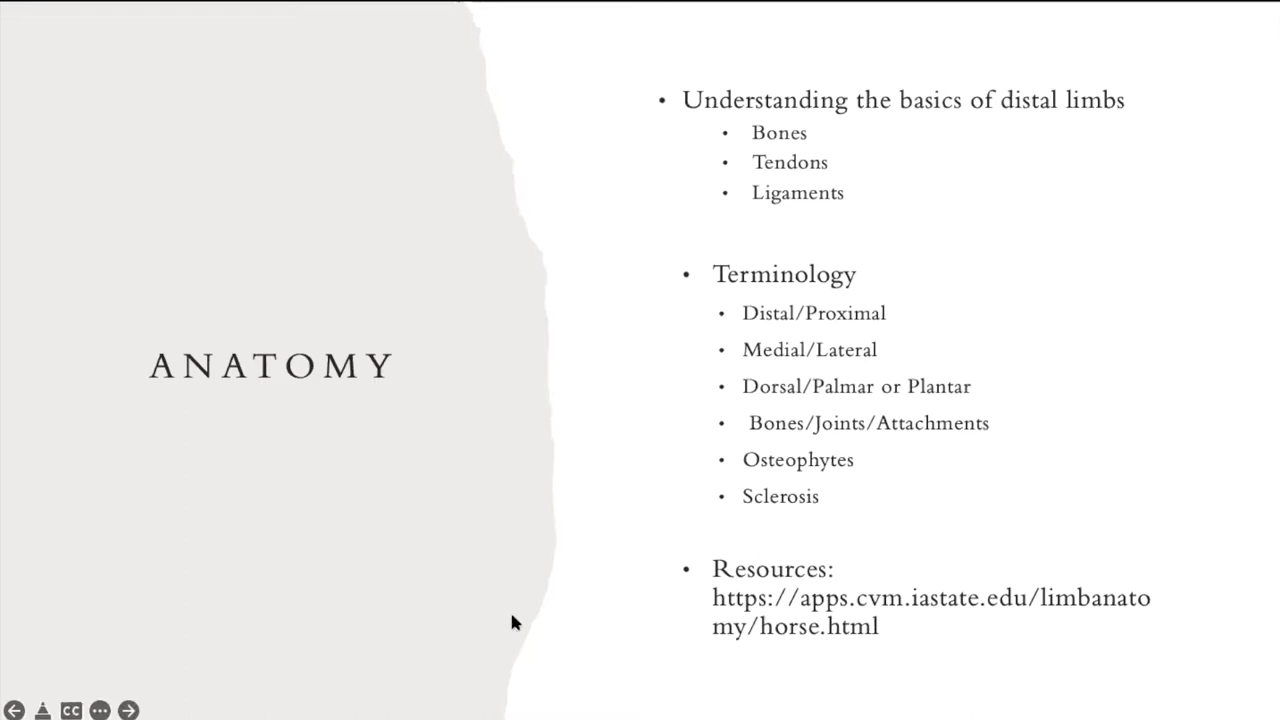 ANATOMY
• Understanding the basics of distal limbs
• Bones
• Tendons
• Ligaments
• Terminology
• Distal/Proximal
• Medial/Lateral
• Dorsal/Palmar or Plantar
• Bones/Joints/Attachments
• Osteophytes
• Sclerosis
• Resources:
https://apps.cvm.iastate.edu/limbanato
my/horse.html
CC